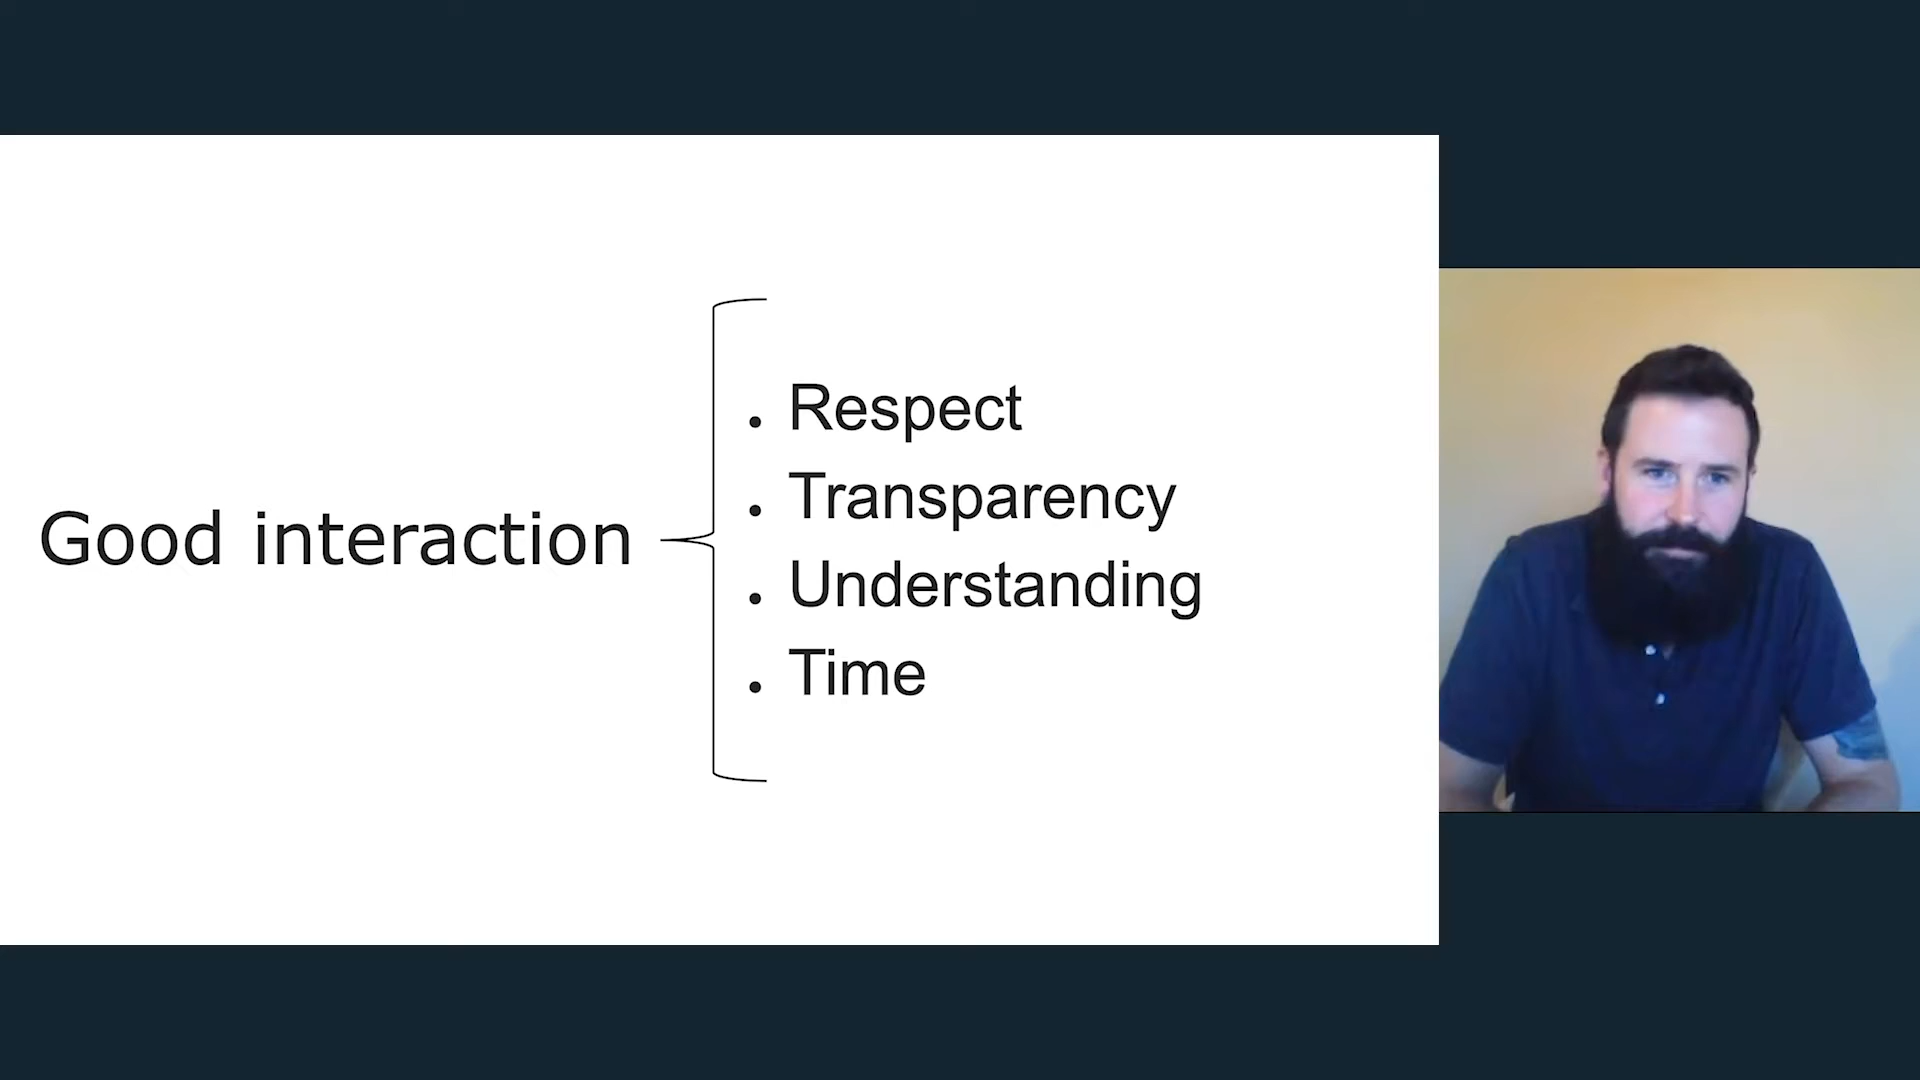 Good interaction
Respect
Transparency
Understanding
Time